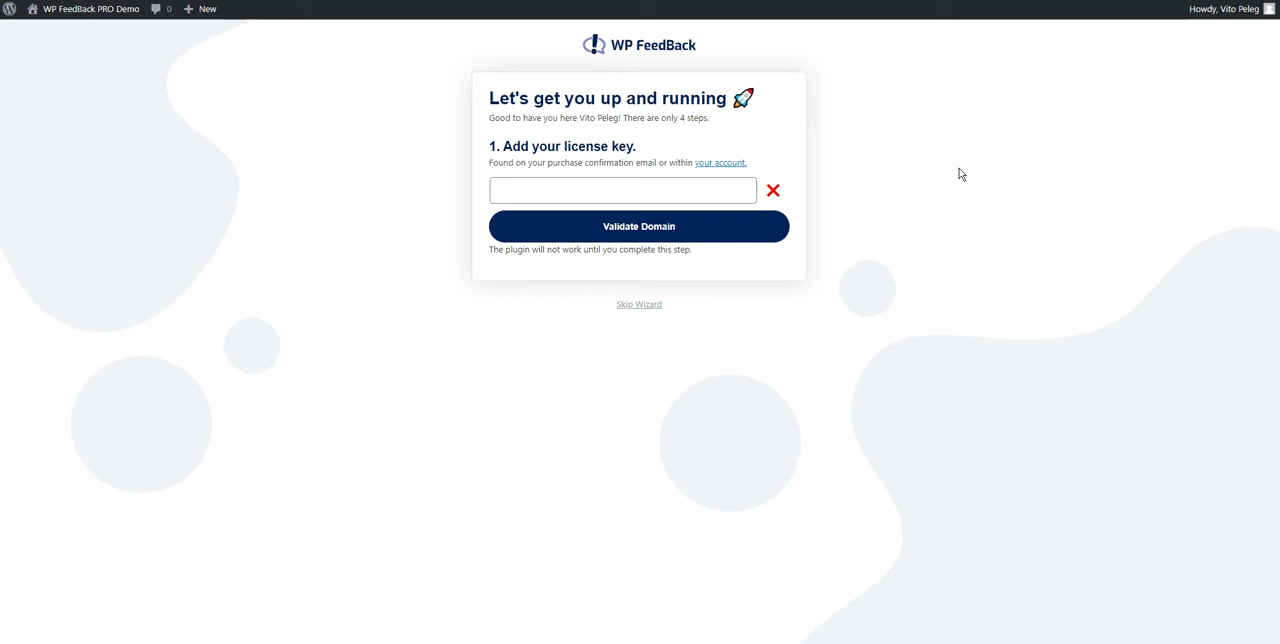 WP FeedBack PRO Demo 0 New Howdy, Vito Peleg
WP FeedBack
Let's get you up and running
Good to have you here Vito Peleg! There are only 4 steps.
1. Add your license key.
Found on your purchase confirmation email or within your account.
Validate Domain
The plugin will not work until you complete this step.
Skip Wizard